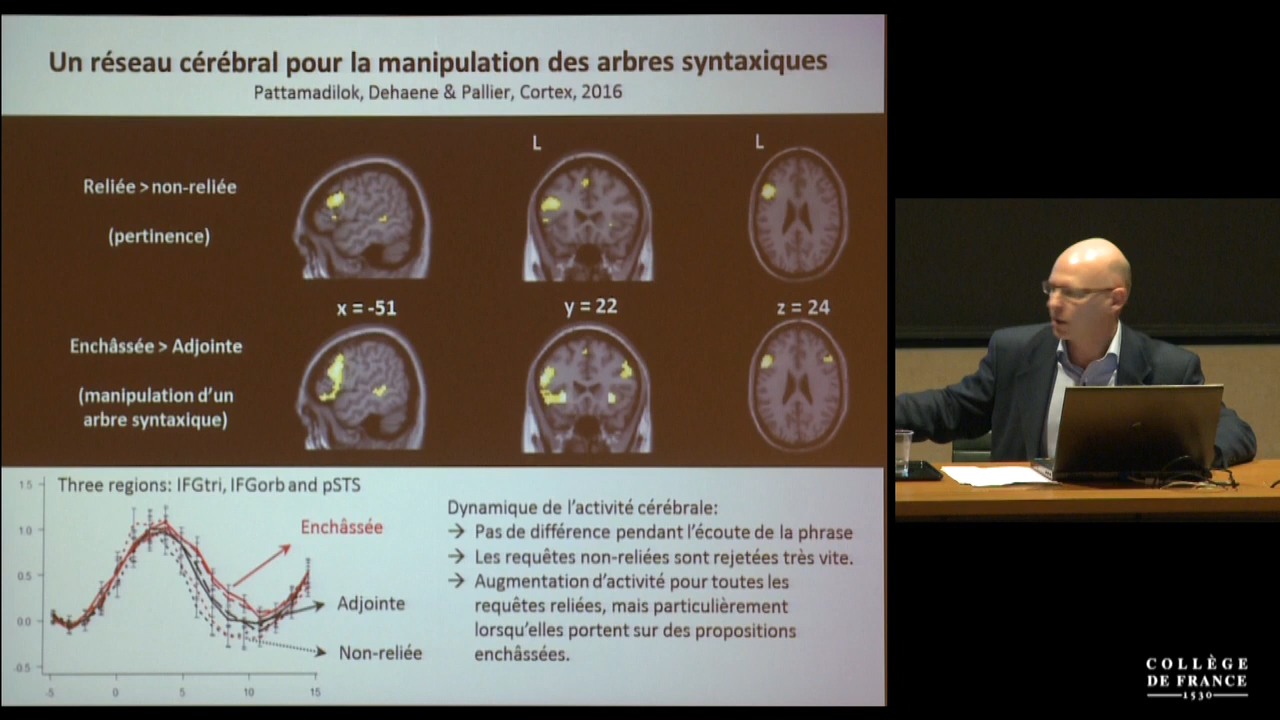 Un réseau cérébral pour la manipulation des arbres syntaxiques
Pattamadilok, Dehaene & Pallier, Cortex, 2016
L
L
Reliée > non-reliée
(pertinence)
x = -51
y = 22
z = 24
Enchâssée > Adjointe
(manipulation d'un
arbre syntaxique)
Three regions: IFGtri, IFGorb and pSTS
1.5
1.0
0.5
0.0
-0.5
-5
0
5
10
15
Enchâssée
Adjointe
Non-reliée
Dynamique de l'activité cérébrale:
→ Pas de différence pendant l'écoute de la phrase
→ Les requêtes non-reliées sont rejetées très vite.
→ Augmentation d'activité pour toutes les
requêtes reliées, mais particulièrement
lorsqu'elles portent sur des propositions
enchâssées.
COLLÈGE
DE FRANCE
1530